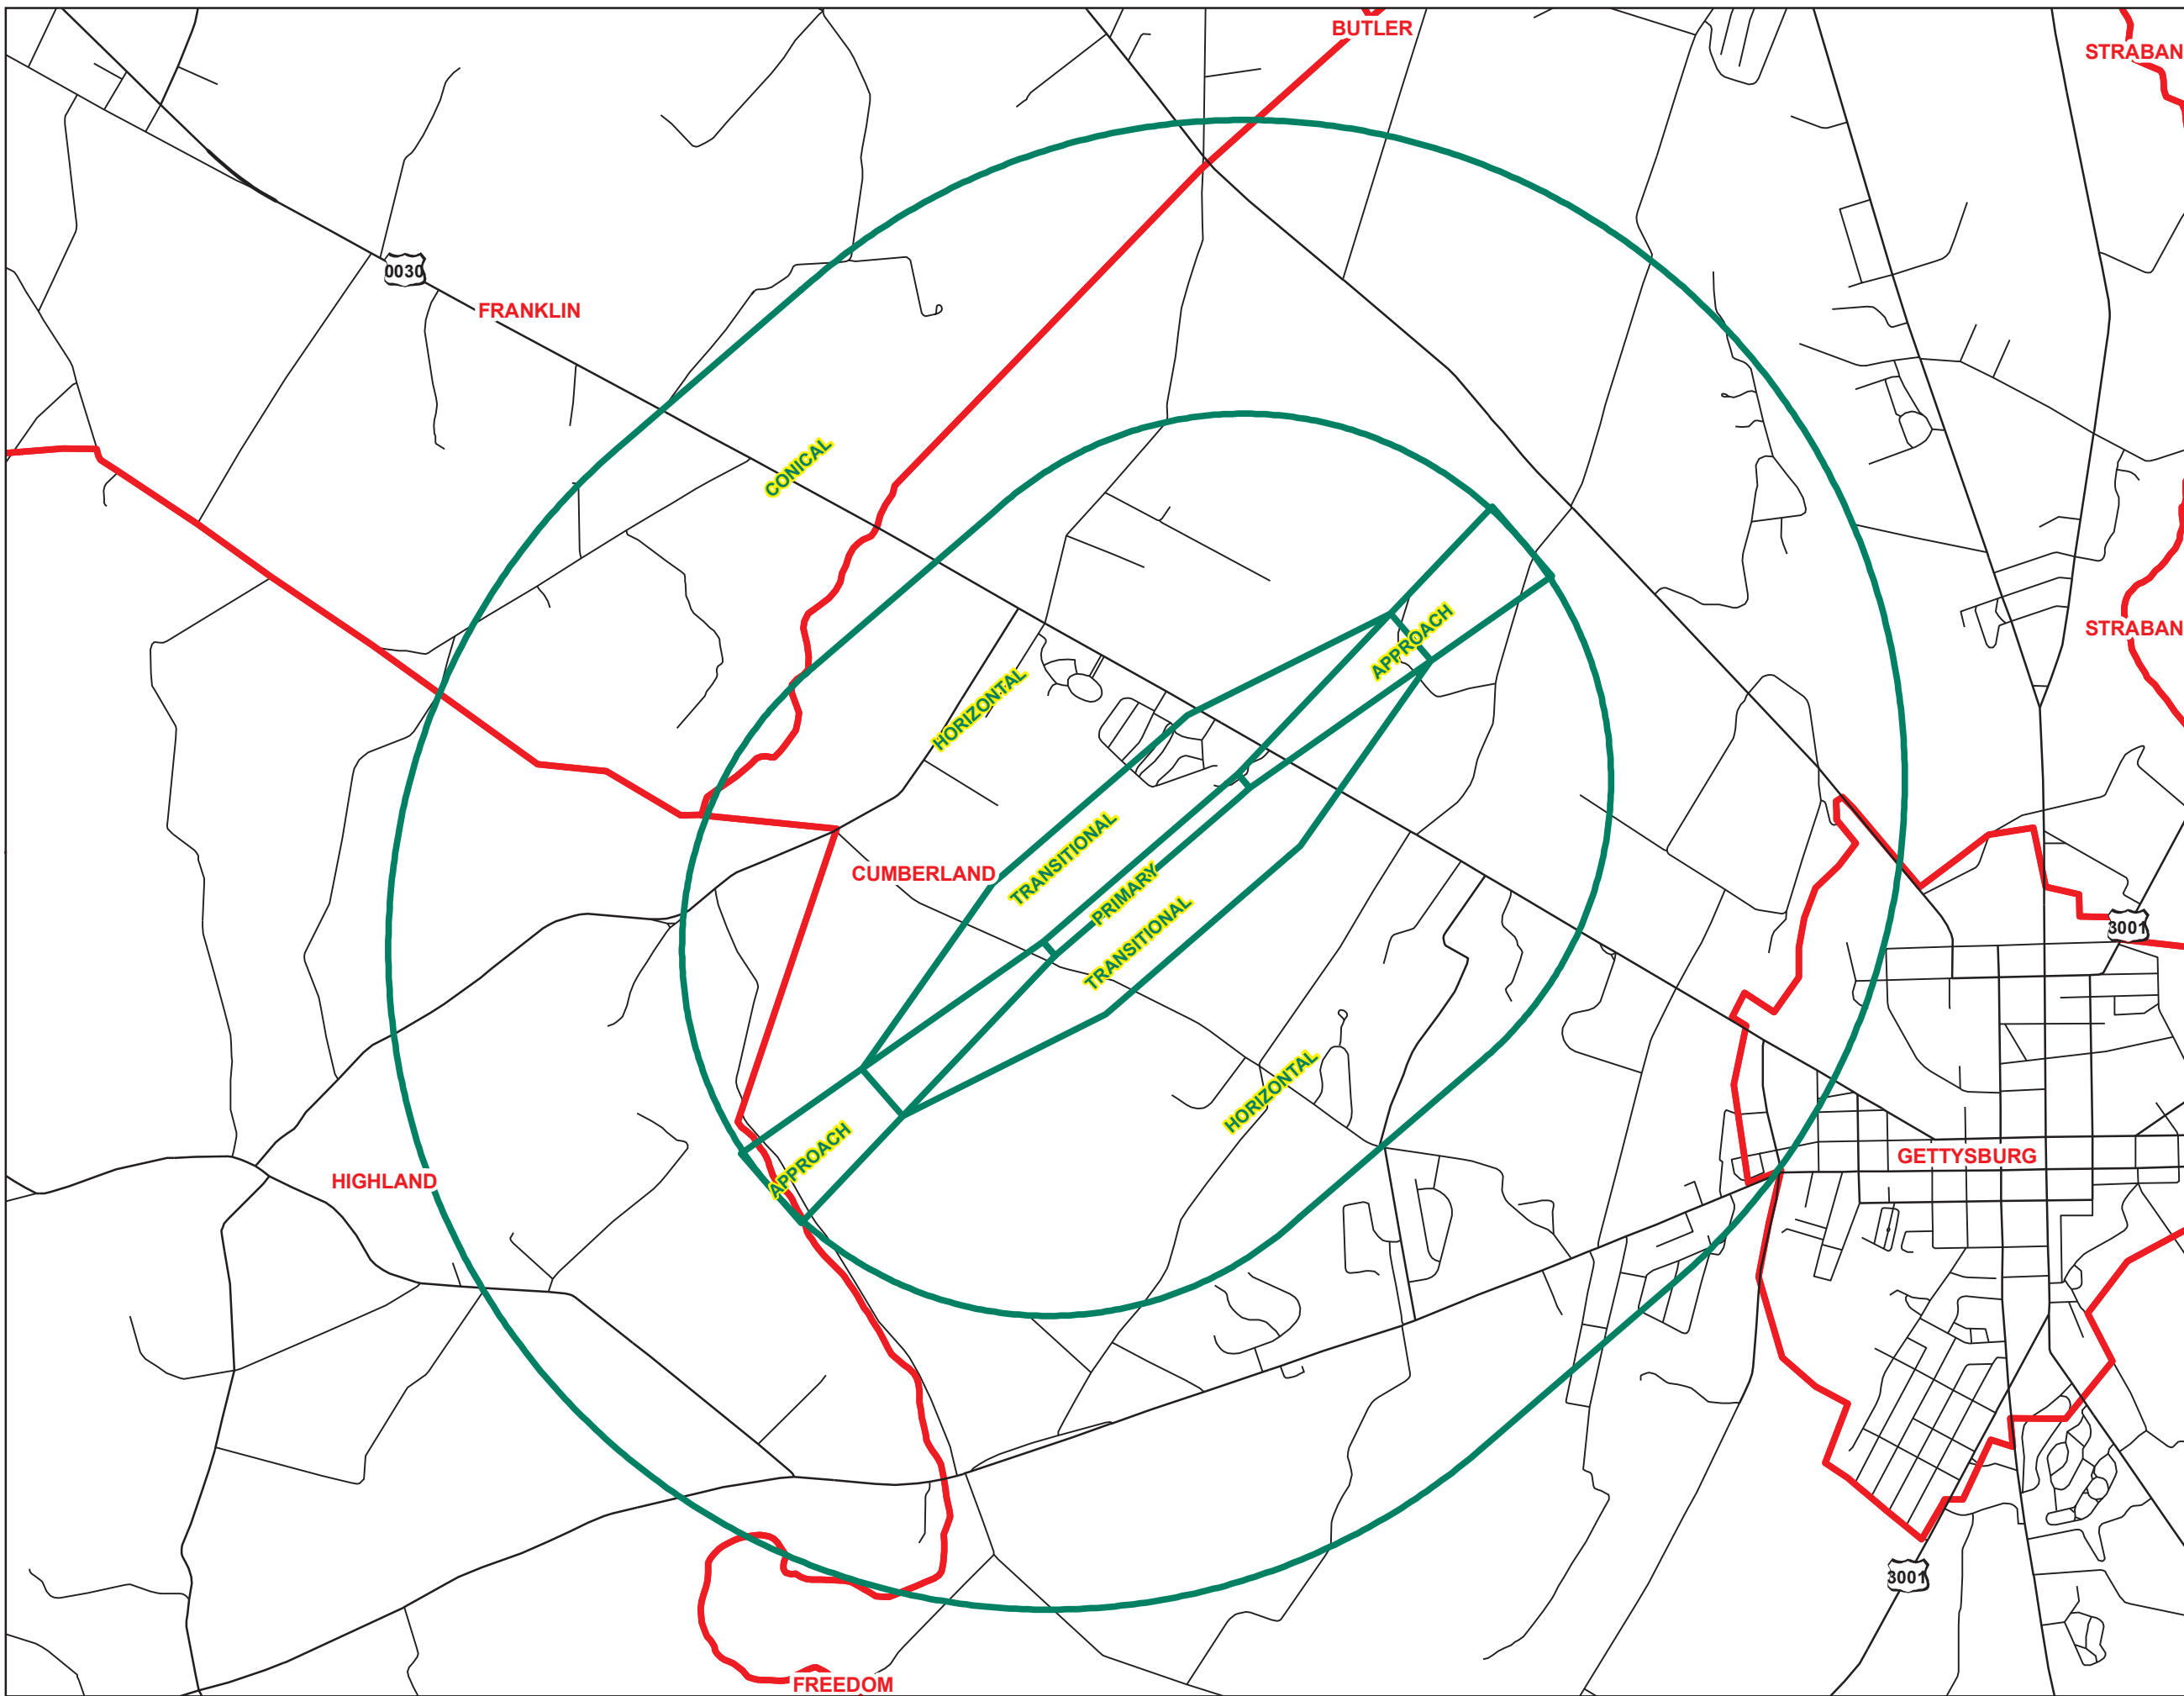 BUTLER
STRABAN
0030
FRANKLIN
CONICAL
APPROACH
STRABAN
HORIZONTAL
TRANSITIONAL
CUMBERLAND
PRIMARY
TRANSITIONAL
3001
HORIZONTAL
APPROACH
GETTYSBURG
HIGHLAND
3001
FREEDOM